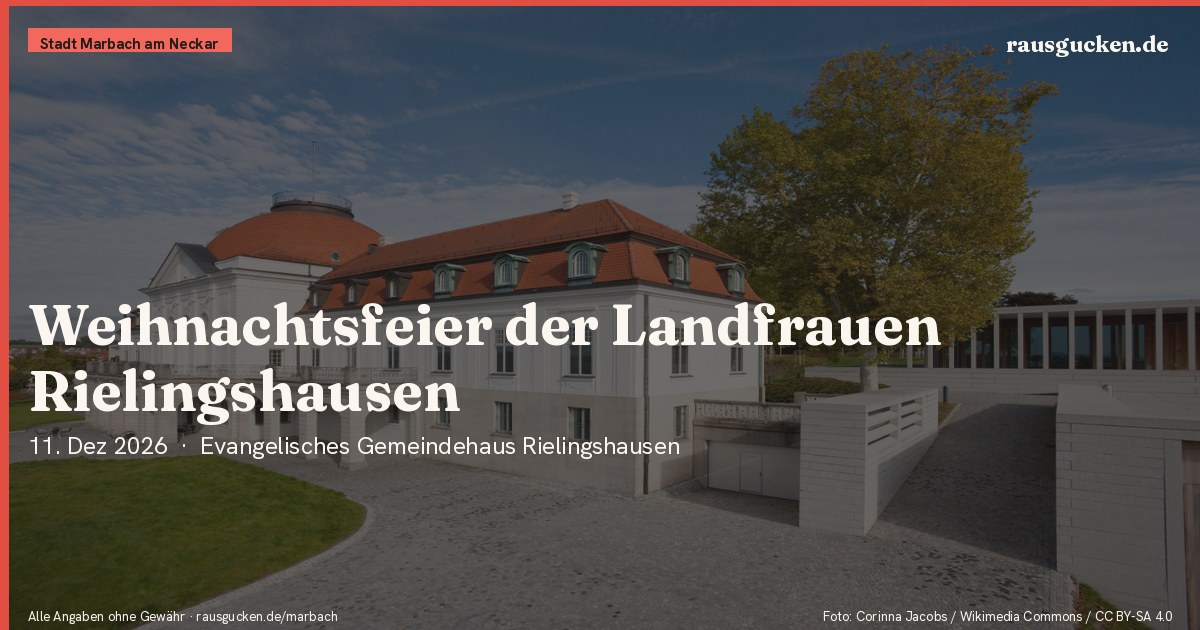 Stadt Marbach am Neckar
rausgucken.de
Weihnachtsfeier der Landfrauen
Rielingshausen
11. Dez 2026 · Evangelisches Gemeindehaus Rielingshausen
Alle Angaben ohne Gewähr · rausgucken.de/marbach
Foto: Corinna Jacobs / Wikimedia Commons / CC BY-SA 4.0